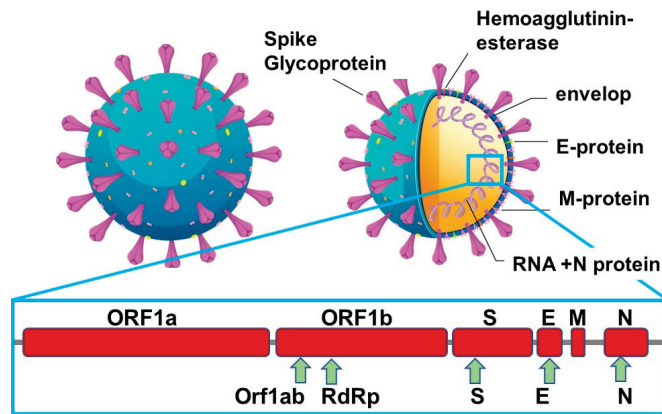 Hemoagglutinin-
esterase
Spike
Glycoprotein
envelop
E-protein
M-protein
RNA +N protein
ORF1a ORF1b S E M N
Orf1ab RdRp S E N